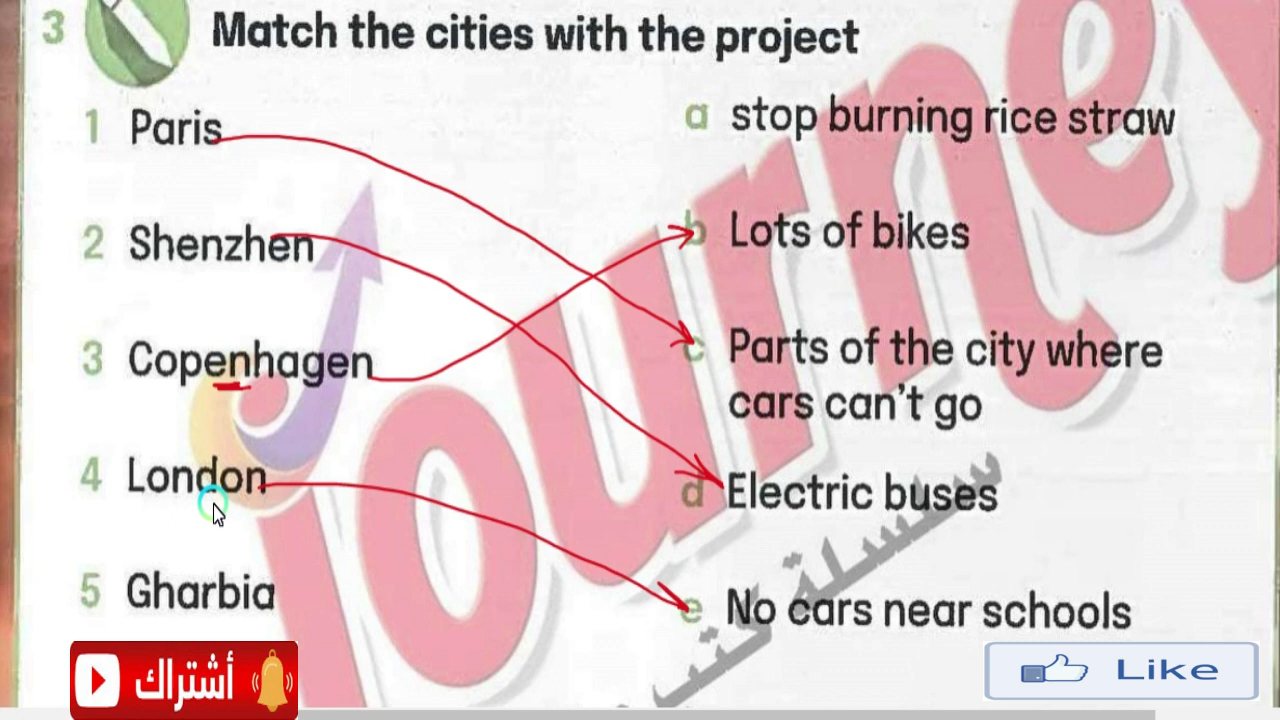 3 Match the cities with the project
1 Paris
a stop burning rice straw
2 Shenzhen
b Lots of bikes
3 Copenhagen
c Parts of the city where
cars can't go
4 London
d Electric buses
5 Gharbia
e No cars near schools
Journey
سلسلة كتب
أشتراك
Like